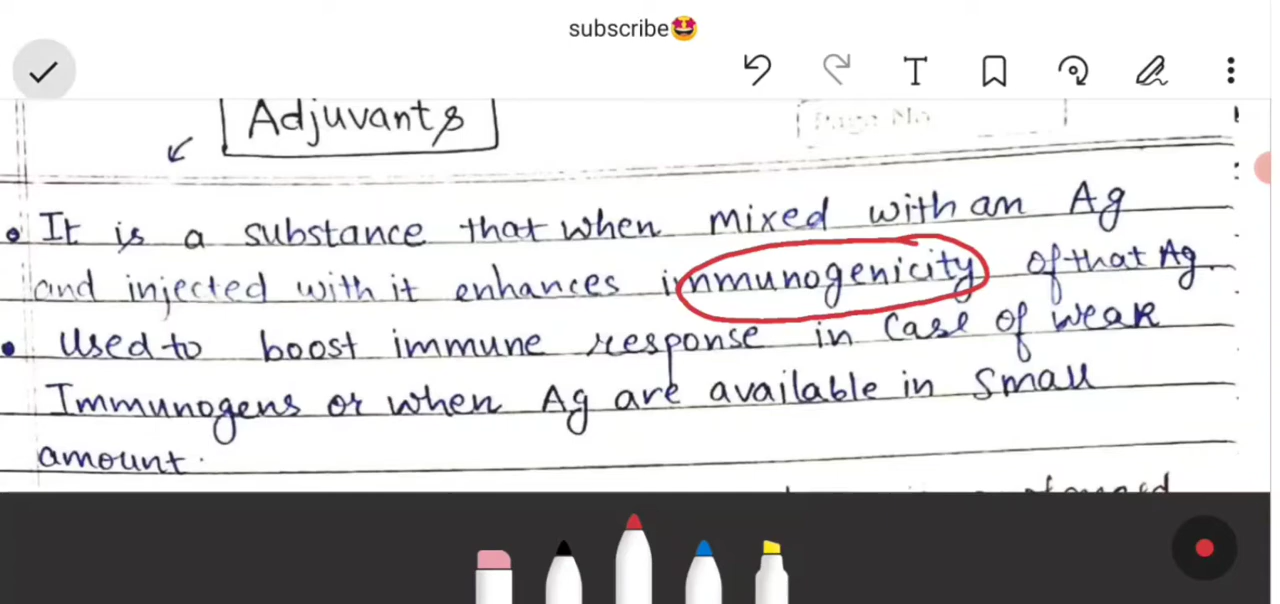 subscribe🤩
T
Adjuvants
Page No
• It is a substance that when mixed with an Ag
and injected with it enhances immunogenicity of that Ag.
• Used to boost immune response in case of weak
Immunogens or when Ag are available in small
amount.